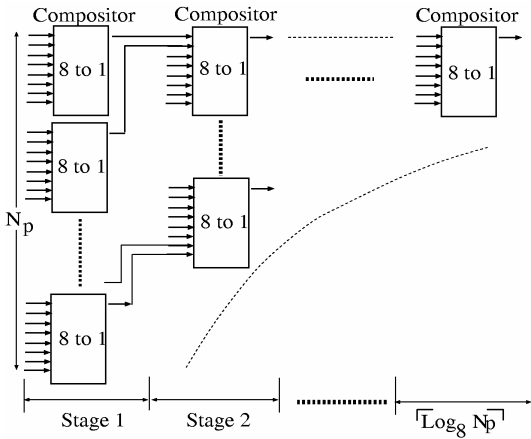 Compositor
Compositor
Compositor
8 to 1
8 to 1
8 to 1
8 to 1
8 to 1
Np
8 to 1
Stage 1
Stage 2
⌈Log8 Np⌉